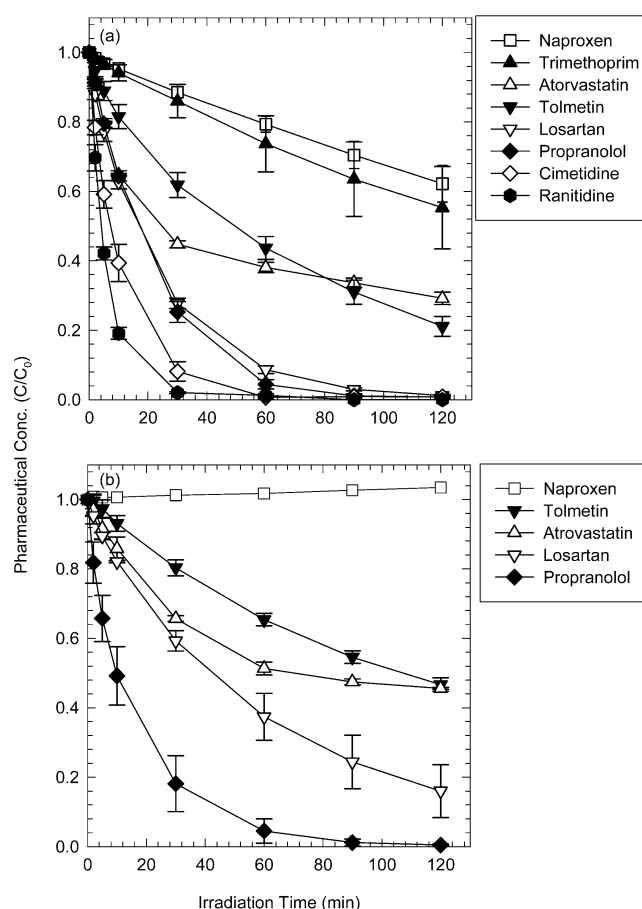 (a)
1.0
0.8
0.6
0.4
0.2
0.0
0 20 40 60 80 100 120
Naproxen
Trimethoprim
Atorvastatin
Tolmetin
Losartan
Propranolol
Cimetidine
Ranitidine
Pharmaceutical Conc. (C/C0)
(b)
1.0
0.8
0.6
0.4
0.2
0.0
0 20 40 60 80 100 120
Naproxen
Tolmetin
Atrovastatin
Losartan
Propranolol
Irradiation Time (min)